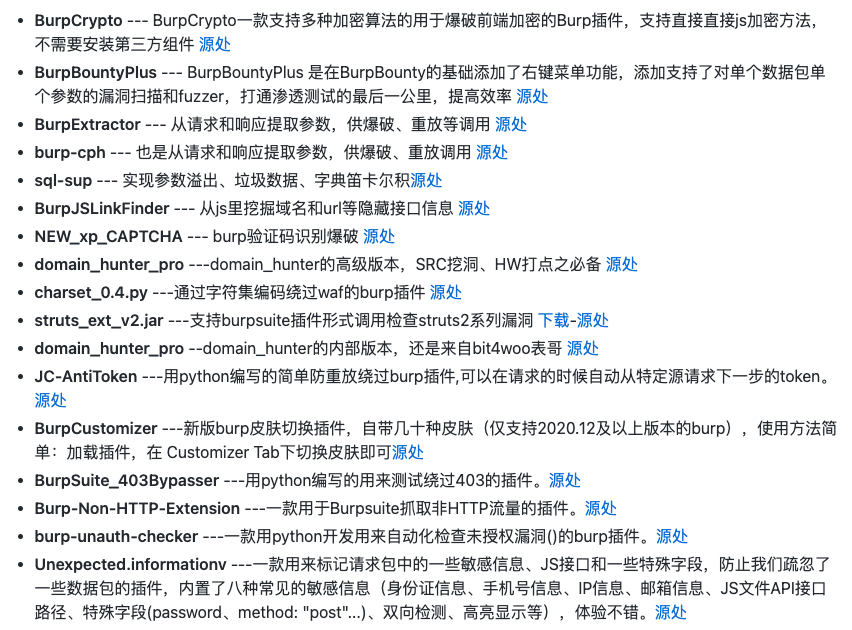 • BurpCrypto --- BurpCrypto一款支持多种加密算法的用于爆破前端加密的Burp插件，支持直接直接js加密方法，
不需要安装第三方组件 源处
• BurpBountyPlus --- BurpBountyPlus 是在BurpBounty的基础添加了右键菜单功能，添加支持了对单个数据包单
个参数的漏洞扫描和fuzzer，打通渗透测试的最后一公里，提高效率 源处
• BurpExtractor --- 从请求和响应提取参数，供爆破、重放等调用 源处
• burp-cph --- 也是从请求和响应提取参数，供爆破、重放调用 源处
• sql-sup --- 实现参数溢出、垃圾数据、字典笛卡尔积源处
• BurpJSLinkFinder --- 从js里挖掘域名和url等隐藏接口信息 源处
• NEW_xp_CAPTCHA --- burp验证码识别爆破 源处
• domain_hunter_pro ---domain_hunter的高级版本，SRC挖洞、HW打点之必备 源处
• charset_0.4.py ---通过字符集编码绕过waf的burp插件 源处
• struts_ext_v2.jar ---支持burpsuite插件形式调用检查struts2系列漏洞 下载-源处
• domain_hunter_pro --domain_hunter的内部版本，还是来自bit4woo表哥 源处
• JC-AntiToken ---用python编写的简单防重放绕过burp插件,可以在请求的时候自动从特定源请求下一步的token。
源处
• BurpCustomizer ---新版burp皮肤切换插件，自带几十种皮肤（仅支持2020.12及以上版本的burp），使用方法简
单：加载插件，在 Customizer Tab下切换皮肤即可源处
• BurpSuite_403Bypasser ---用python编写的用来测试绕过403的插件。源处
• Burp-Non-HTTP-Extension ---一款用于Burpsuite抓取非HTTP流量的插件。源处
• burp-unauth-checker ---一款用python开发用来自动化检查未授权漏洞()的burp插件。源处
• Unexpected.informationv ---一款用来标记请求包中的一些敏感信息、JS接口和一些特殊字段，防止我们疏忽了
一些数据包的插件，内置了八种常见的敏感信息（身份证信息、手机号信息、IP信息、邮箱信息、JS文件API接口
路径、特殊字段(password、method: "post"...)、双向检测、高亮显示等），体验不错。源处